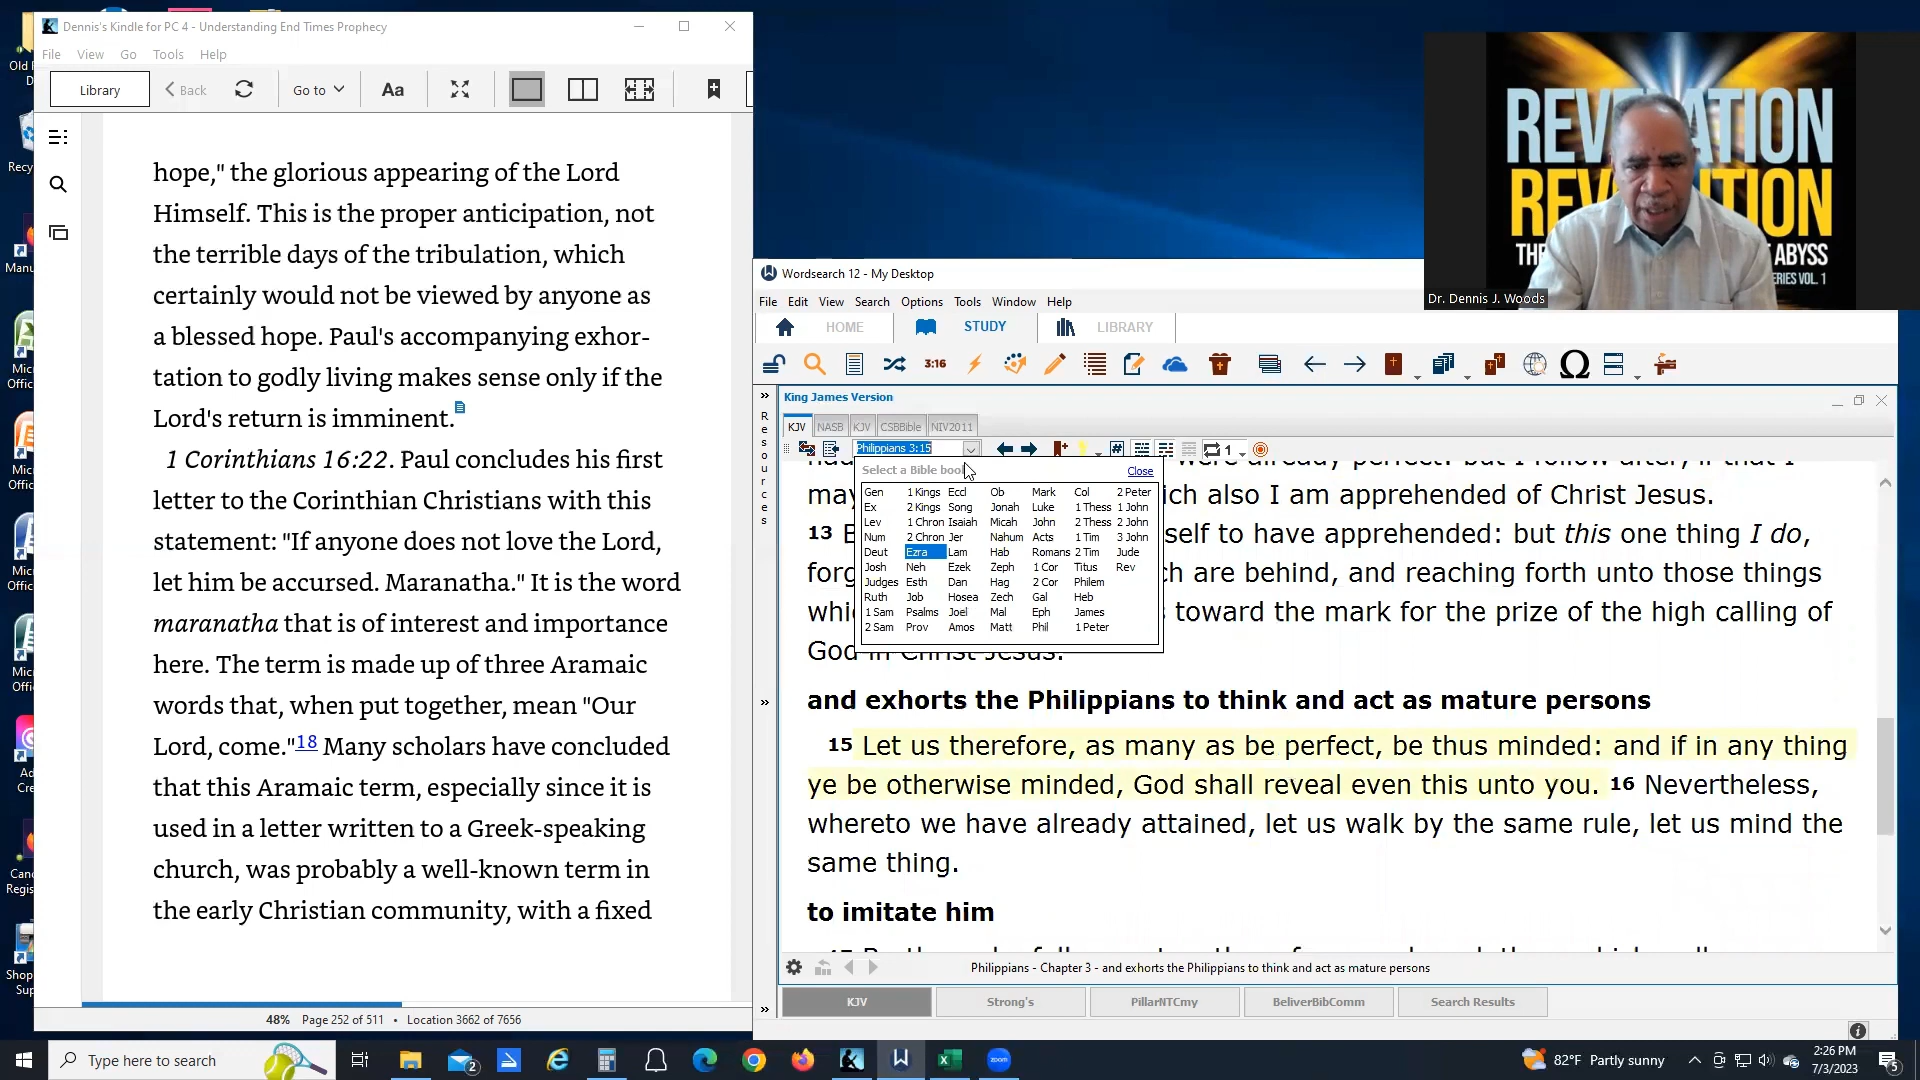 Dennis's Kindle for PC 4 - Understanding End Times Prophecy
File View Go Tools Help
Library Back Go to Aa
hope," the glorious appearing of the Lord
Himself. This is the proper anticipation, not
the terrible days of the tribulation, which
certainly would not be viewed by anyone as
a blessed hope. Paul's accompanying exhor-
tation to godly living makes sense only if the
Lord's return is imminent.
1 Corinthians 16:22. Paul concludes his first
letter to the Corinthian Christians with this
statement: "If anyone does not love the Lord,
let him be accursed. Maranatha." It is the word
maranatha that is of interest and importance
here. The term is made up of three Aramaic
words that, when put together, mean "Our
Lord, come."18 Many scholars have concluded
that this Aramaic term, especially since it is
used in a letter written to a Greek-speaking
church, was probably a well-known term in
the early Christian community, with a fixed
48% Page 252 of 511 • Location 3662 of 7656
Dr. Dennis J. Woods
ABYSS
SERIES VOL. 1
Wordsearch 12 - My Desktop
File Edit View Search Options Tools Window Help
HOME STUDY LIBRARY
3:16
King James Version
KJV NASB KJV CSBBible NIV2011
Philippians 3:15
1
Resources
Select a Bible
Close
Gen 1 Kings Eccl Ob Mark Col 2 Peter
Ex 2 Kings Song Jonah Luke 1 Thess 1 John
Lev 1 Chron Isaiah Micah John 2 Thess 2 John
Num 2 Chron Jer Nahum Acts 1 Tim 3 John
Deut Ezra Lam Hab Romans 2 Tim Jude
Josh Neh Ezek Zeph 1 Cor Titus Rev
Judges Esth Dan Hag 2 Cor Philem
Ruth Job Hosea Zech Gal Heb
1 Sam Psalms Joel Mal Eph James
2 Sam Prov Amos Matt Phil 1 Peter
were already perfect: but I follow after, if that I
may ich also I am apprehended of Christ Jesus.
13 B self to have apprehended: but this one thing I do,
forg ch are behind, and reaching forth unto those things
whic s toward the mark for the prize of the high calling of
God in Christ Jesus.
and exhorts the Philippians to think and act as mature persons
15 Let us therefore, as many as be perfect, be thus minded: and if in any thing
ye be otherwise minded, God shall reveal even this unto you. 16 Nevertheless,
whereto we have already attained, let us walk by the same rule, let us mind the
same thing.
to imitate him
Philippians - Chapter 3 - and exhorts the Philippians to think and act as mature persons
KJV Strong's PillarNTCmy BeliverBibComm Search Results
Type here to search
2
82°F Partly sunny
2:26 PM
7/3/2023
5